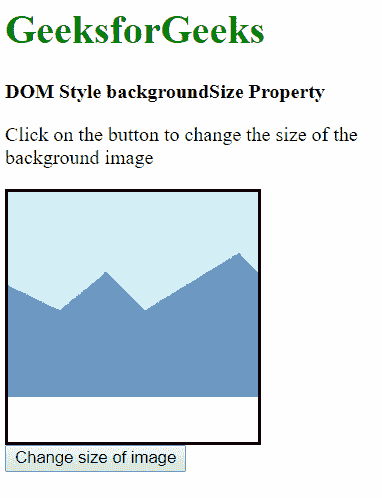 GeeksforGeeks
DOM Style backgroundSize Property
Click on the button to change the size of the
background image
Change size of image